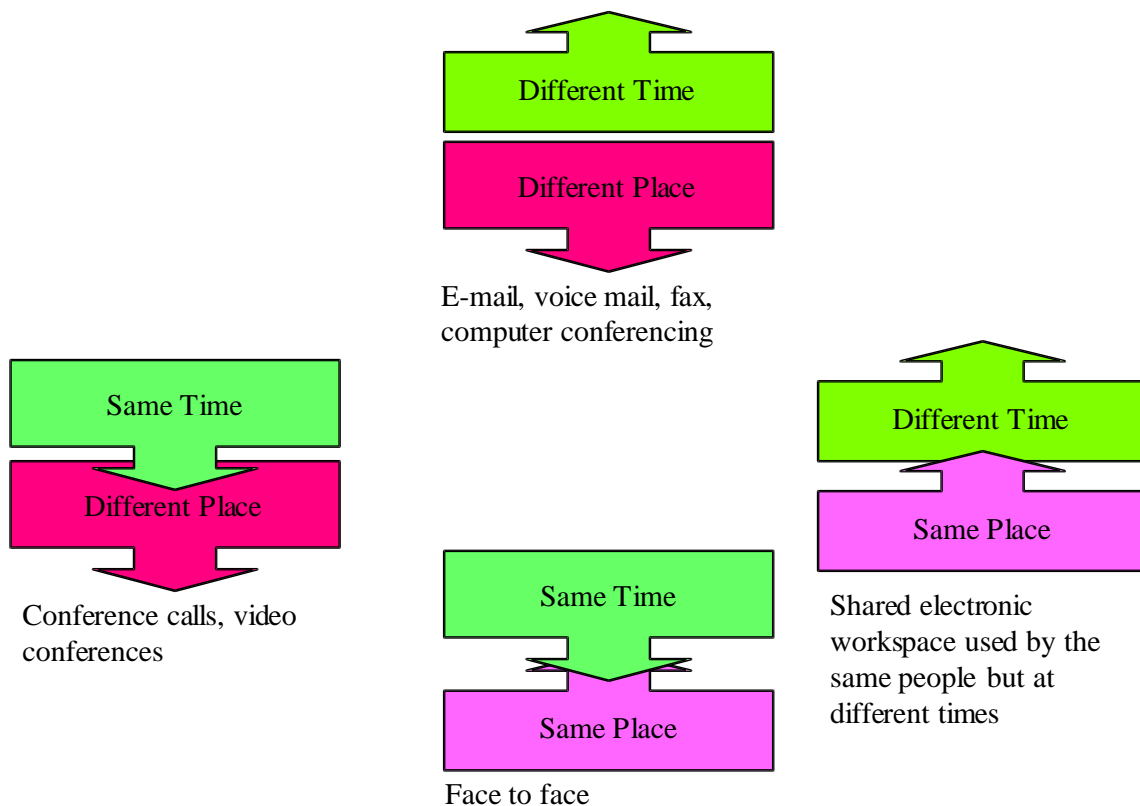 Different Time
Different Place
E-mail, voice mail, fax,
computer conferencing
Same Time
Different Place
Conference calls, video
conferences
Different Time
Same Place
Shared electronic
workspace used by the
same people but at
different times
Same Time
Same Place
Face to face